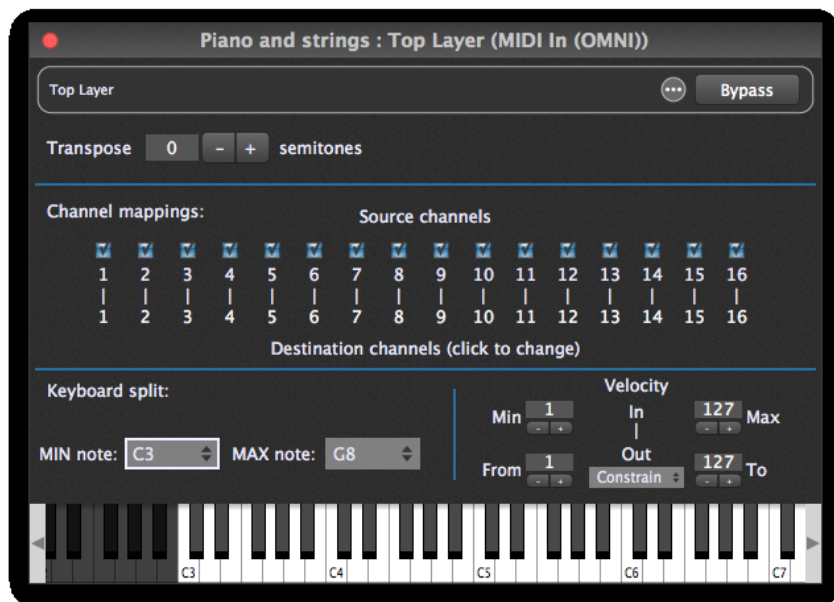 Piano and strings : Top Layer (MIDI In (OMNI))
Top Layer ••• Bypass
Transpose 0 - + semitones
Channel mappings:
Source channels
1 2 3 4 5 6 7 8 9 10 11 12 13 14 15 16
1 2 3 4 5 6 7 8 9 10 11 12 13 14 15 16
Destination channels (click to change)
Keyboard split:
Velocity
Min 1 In 127 Max
- + - +
MIN note: C3 MAX note: G8
Out
From 1 Constrain 127 To
- + - +
C3 C4 C5 C6 C7